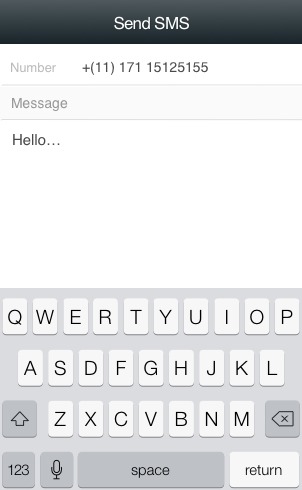 Send SMS
Number +(11) 171 15125155
Message
Hello...
Q W E R T Y U I O P
A S D F G H J K L
Z X C V B N M
123 space return